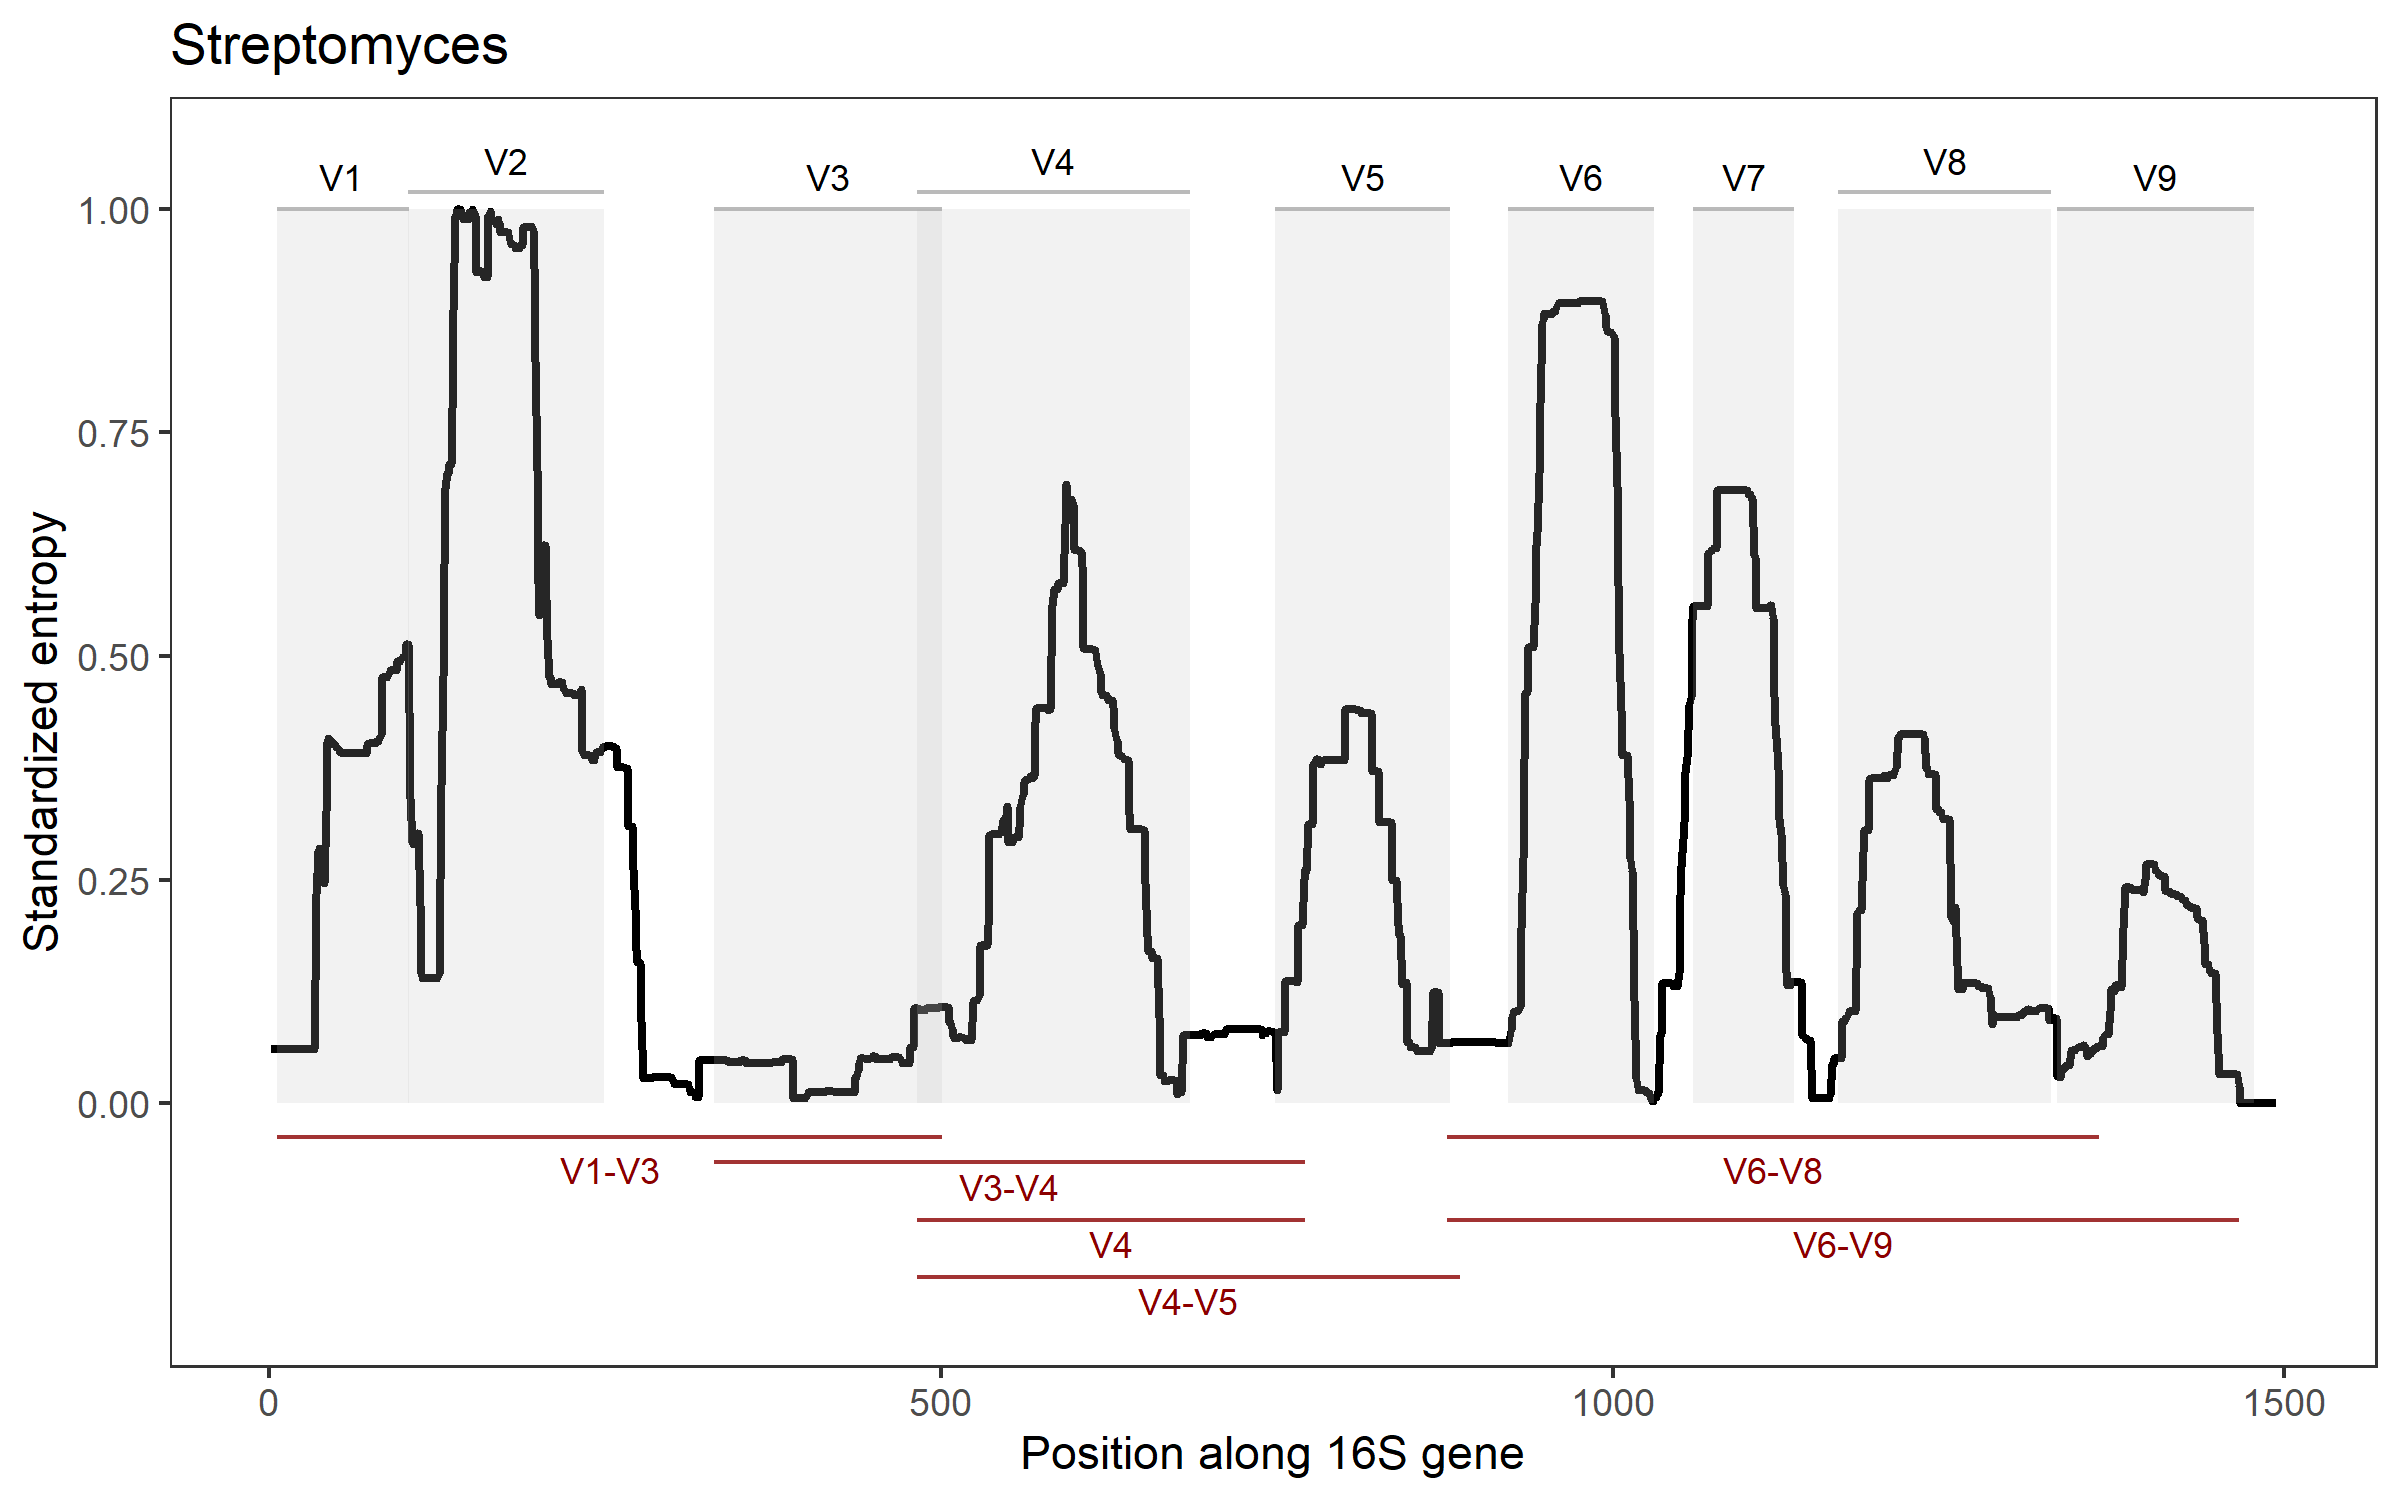 Streptomyces
V1 V2 V3 V4 V5 V6 V7 V8 V9
1.00
0.75
0.50
0.25
0.00
Standardized entropy
V1-V3 V6-V8
V3-V4
V4 V6-V9
V4-V5
0 500 1000 1500
Position along 16S gene